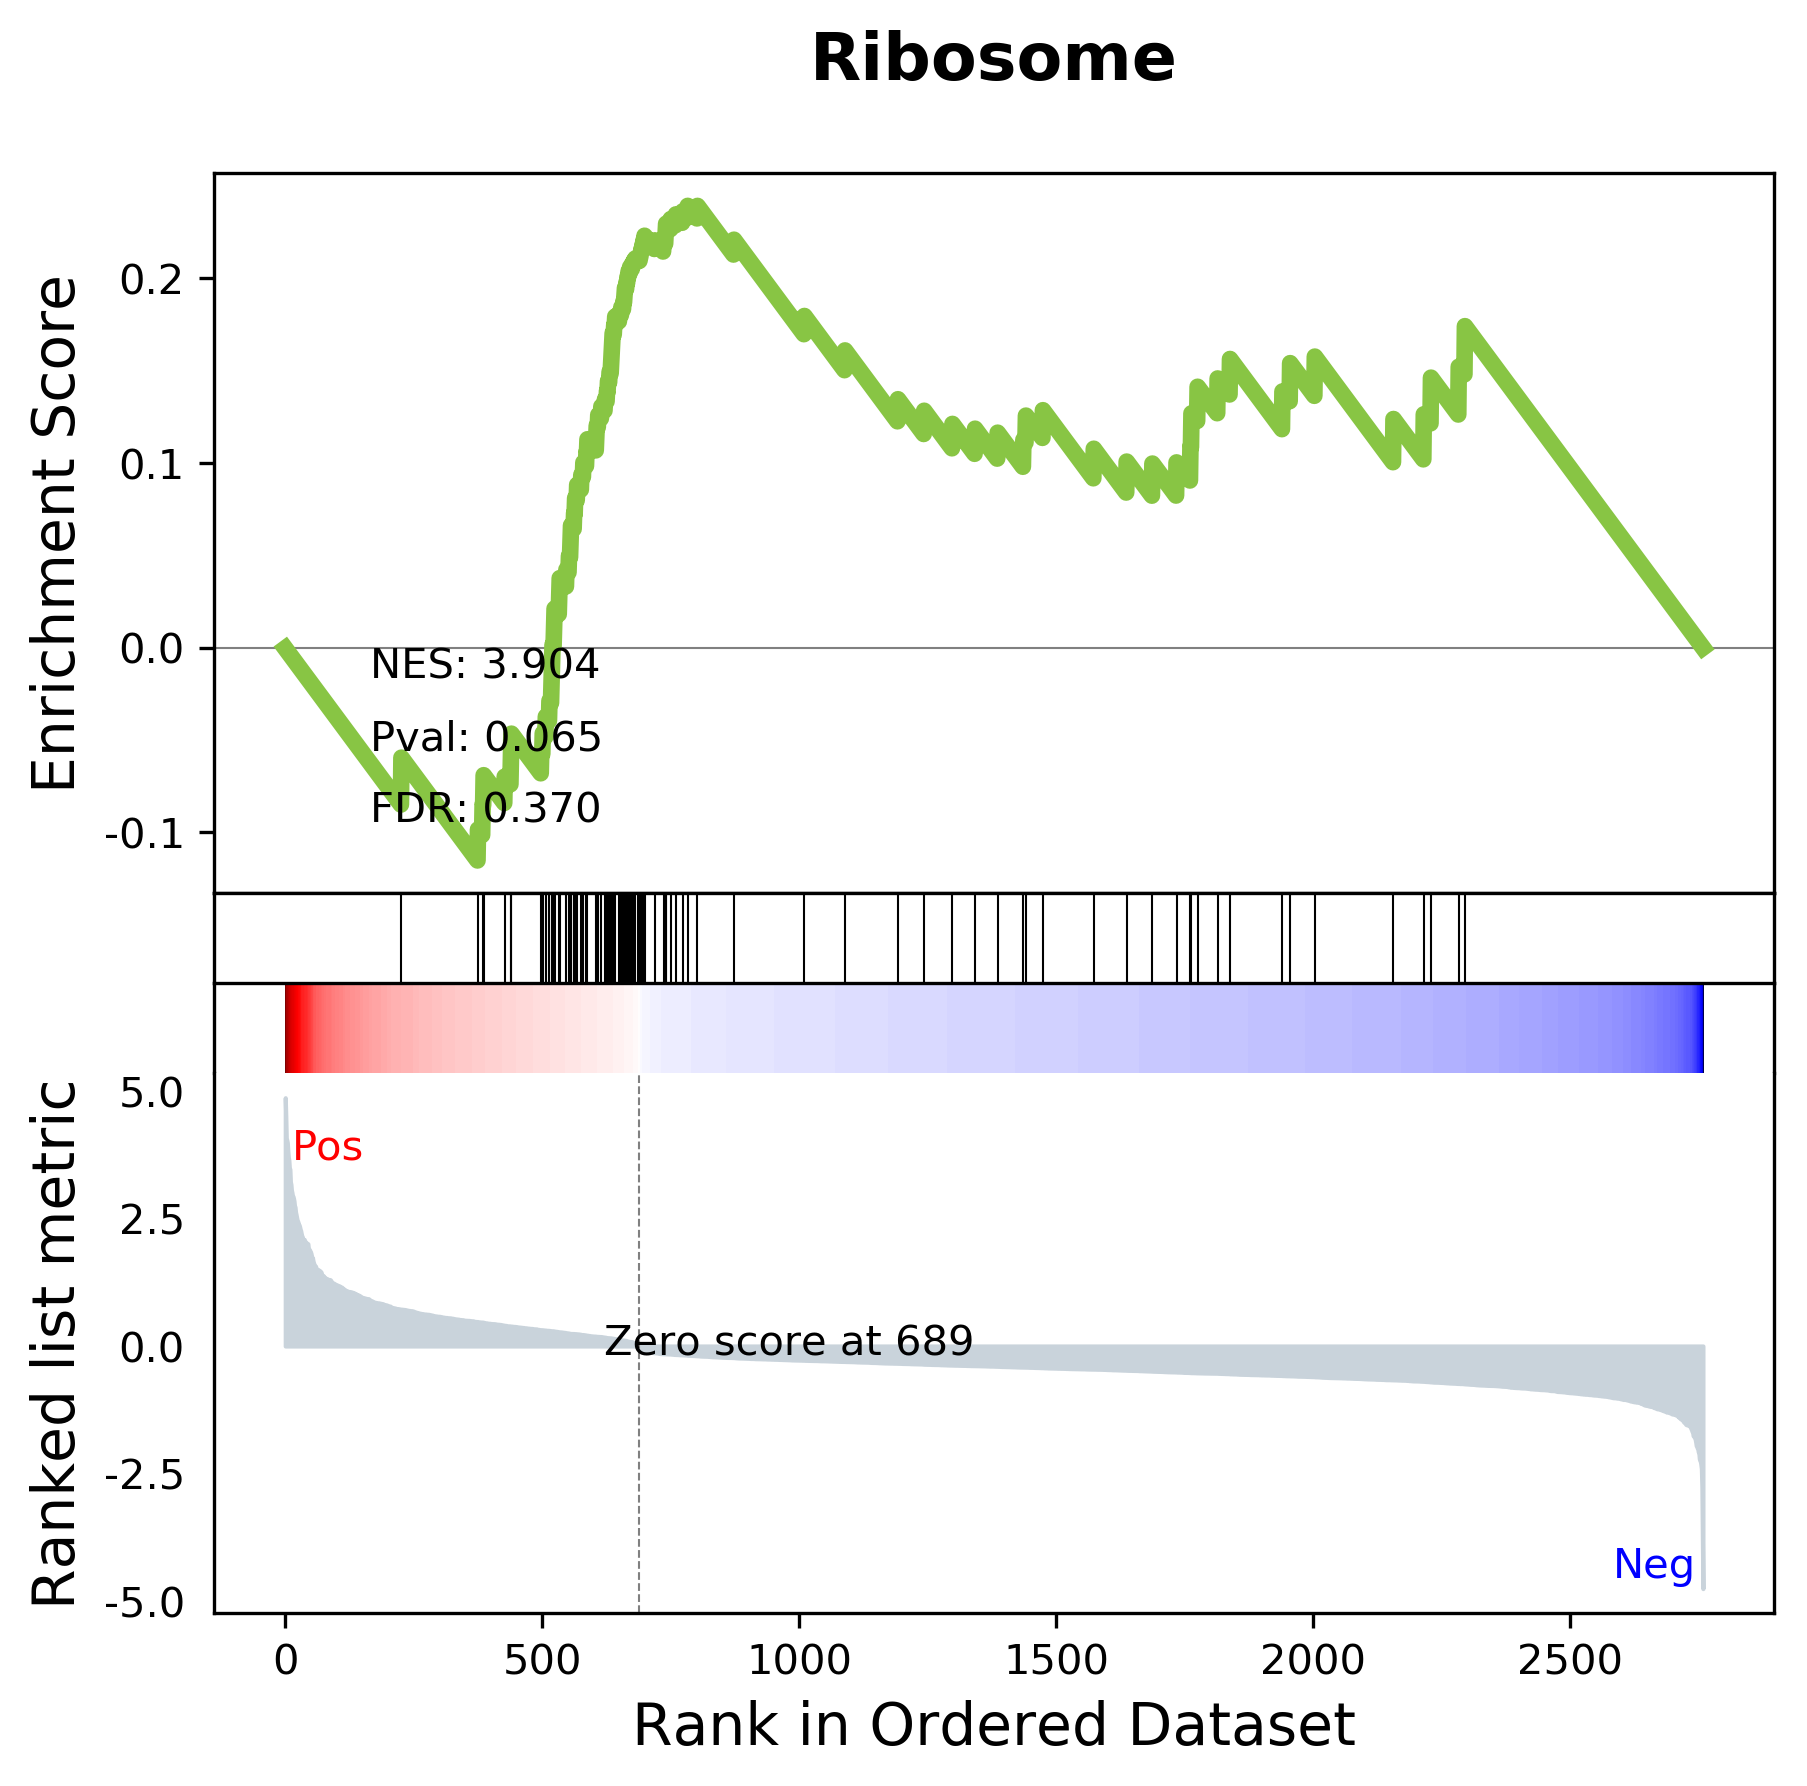 Ribosome
Enrichment Score
0.2
0.1
0.0
-0.1
NES: 3.904
Pval: 0.065
FDR: 0.370
Ranked list metric
5.0
2.5
0.0
-2.5
-5.0
Pos
Zero score at 689
Neg
0 500 1000 1500 2000 2500
Rank in Ordered Dataset